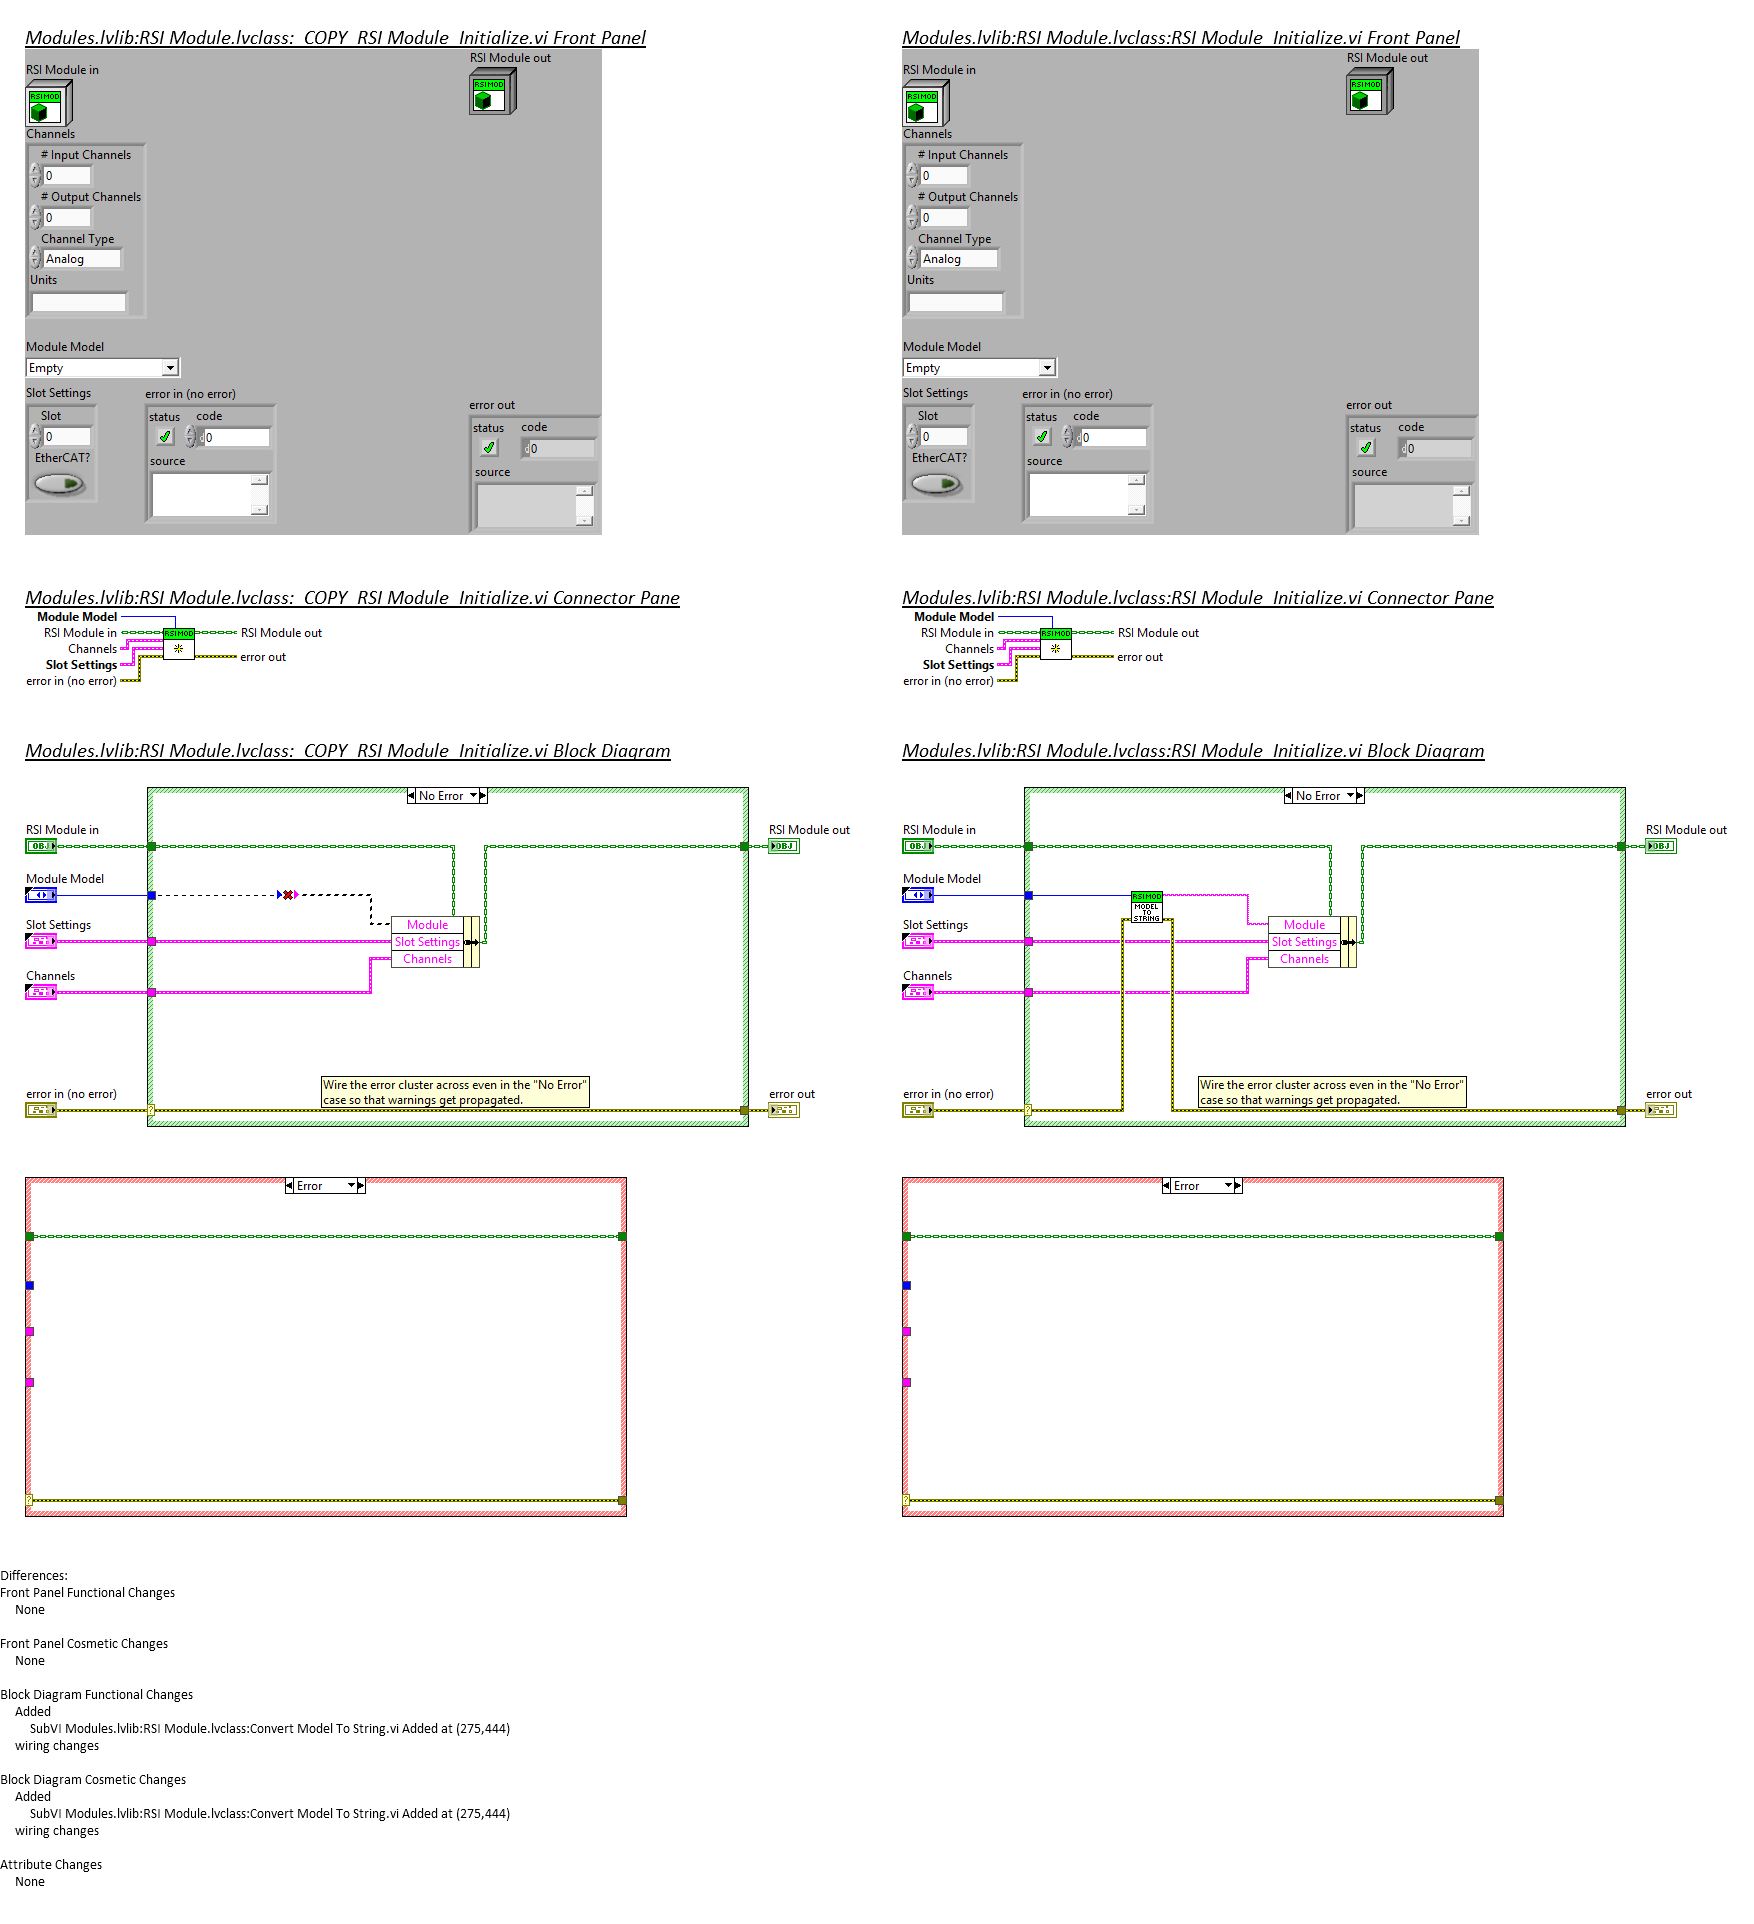 Modules.lvlib:RSI Module.lvclass:_COPY_RSI Module_Initialize.vi Front Panel
RSI Module in
RSI Module out
RSI MOD
RSI MOD
Channels
# Input Channels
0
# Output Channels
0
Channel Type
Analog
Units
Module Model
Empty
Slot Settings
error in (no error)
error out
Slot
status code
0
0
status code
EtherCAT?
0
source
source
Modules.lvlib:RSI Module.lvclass:RSI Module_Initialize.vi Front Panel
RSI Module in
RSI Module out
RSI MOD
RSI MOD
Channels
# Input Channels
0
# Output Channels
0
Channel Type
Analog
Units
Module Model
Empty
Slot Settings
error in (no error)
error out
Slot
status code
0
0
status code
EtherCAT?
0
source
source
Modules.lvlib:RSI Module.lvclass:_COPY_RSI Module_Initialize.vi Connector Pane
Module Model
RSI Module in
RSI MOD
RSI Module out
Channels
Slot Settings
error out
error in (no error)
Modules.lvlib:RSI Module.lvclass:RSI Module_Initialize.vi Connector Pane
Module Model
RSI Module in
RSI MOD
RSI Module out
Channels
Slot Settings
error out
error in (no error)
Modules.lvlib:RSI Module.lvclass:_COPY_RSI Module_Initialize.vi Block Diagram
No Error
RSI Module in
OBJ
RSI Module out
OBJ
Module Model
Slot Settings
Module
Slot Settings
Channels
Channels
Wire the error cluster across even in the "No Error"
case so that warnings get propagated.
error in (no error)
?
error out
Error
?
Modules.lvlib:RSI Module.lvclass:RSI Module_Initialize.vi Block Diagram
No Error
RSI Module in
OBJ
RSI Module out
OBJ
Module Model
RSI MOD
MODEL
TO
STRING
Slot Settings
Module
Slot Settings
Channels
Channels
Wire the error cluster across even in the "No Error"
case so that warnings get propagated.
error in (no error)
?
error out
Error
?
Differences:
Front Panel Functional Changes
None
Front Panel Cosmetic Changes
None
Block Diagram Functional Changes
Added
SubVI Modules.lvlib:RSI Module.lvclass:Convert Model To String.vi Added at (275,444)
wiring changes
Block Diagram Cosmetic Changes
Added
SubVI Modules.lvlib:RSI Module.lvclass:Convert Model To String.vi Added at (275,444)
wiring changes
Attribute Changes
None